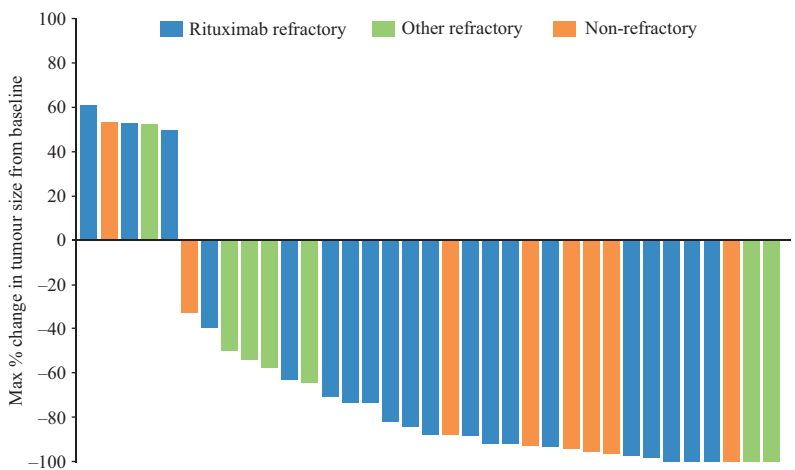 Rituximab refractory
Other refractory
Non-refractory
Max % change in tumour size from baseline
100
80
60
40
20
0
−20
−40
−60
−80
−100